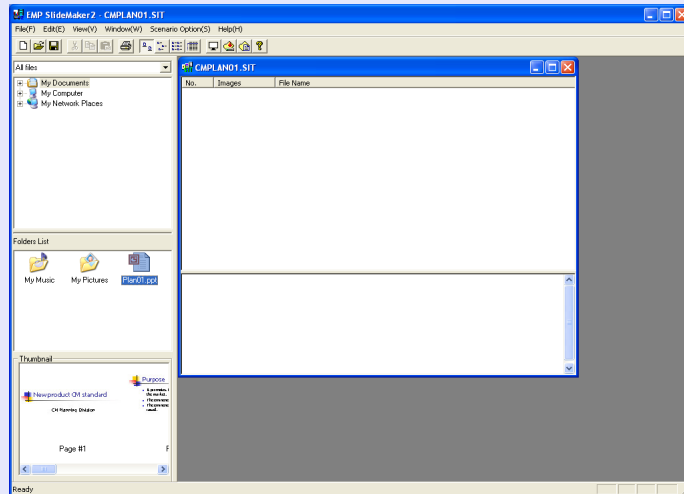 EMP SlideMaker2 - CMPLAN01.SIT
File(F) Edit(E) View(V) Window(W) Scenario Option(S) Help(H)
All files
My Documents
My Computer
My Network Places
CMPLAN01.SIT
No. Images File Name
Folders List
My Music My Pictures Plan01.ppt
Thumbnail
Purpose
New product CM standard
CM Planning Division
Page #1
Ready